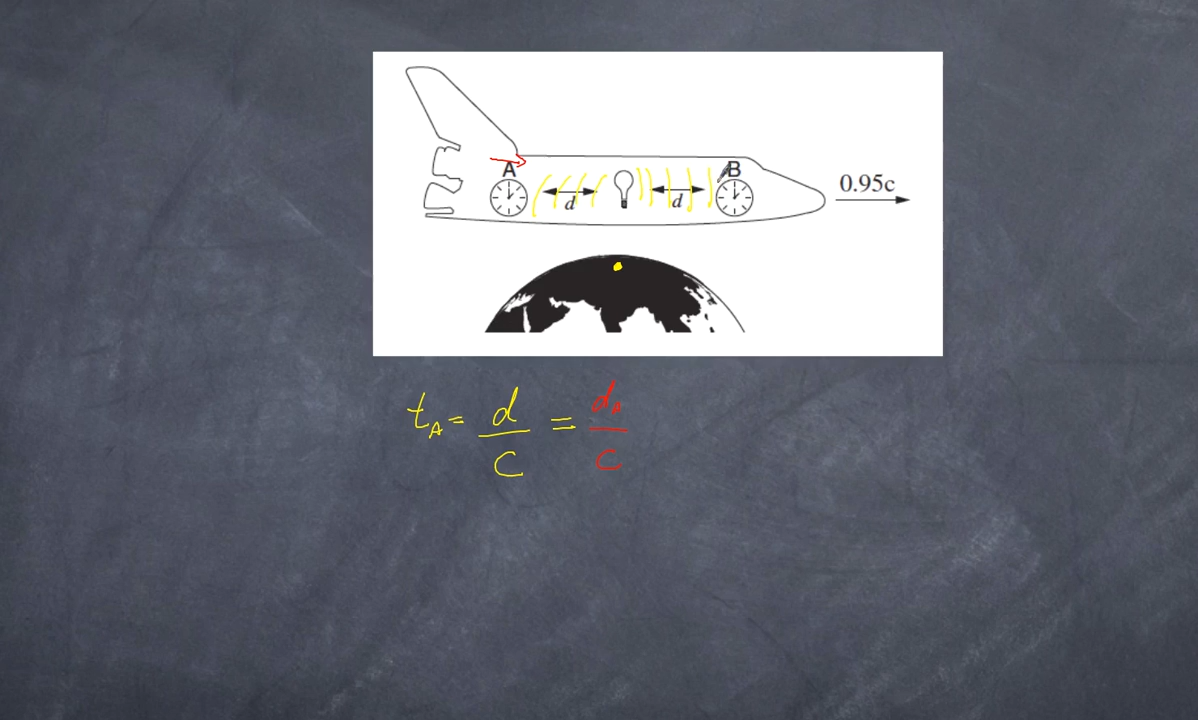 A B
d d
0.95c
t_A = d/c = d_A/c